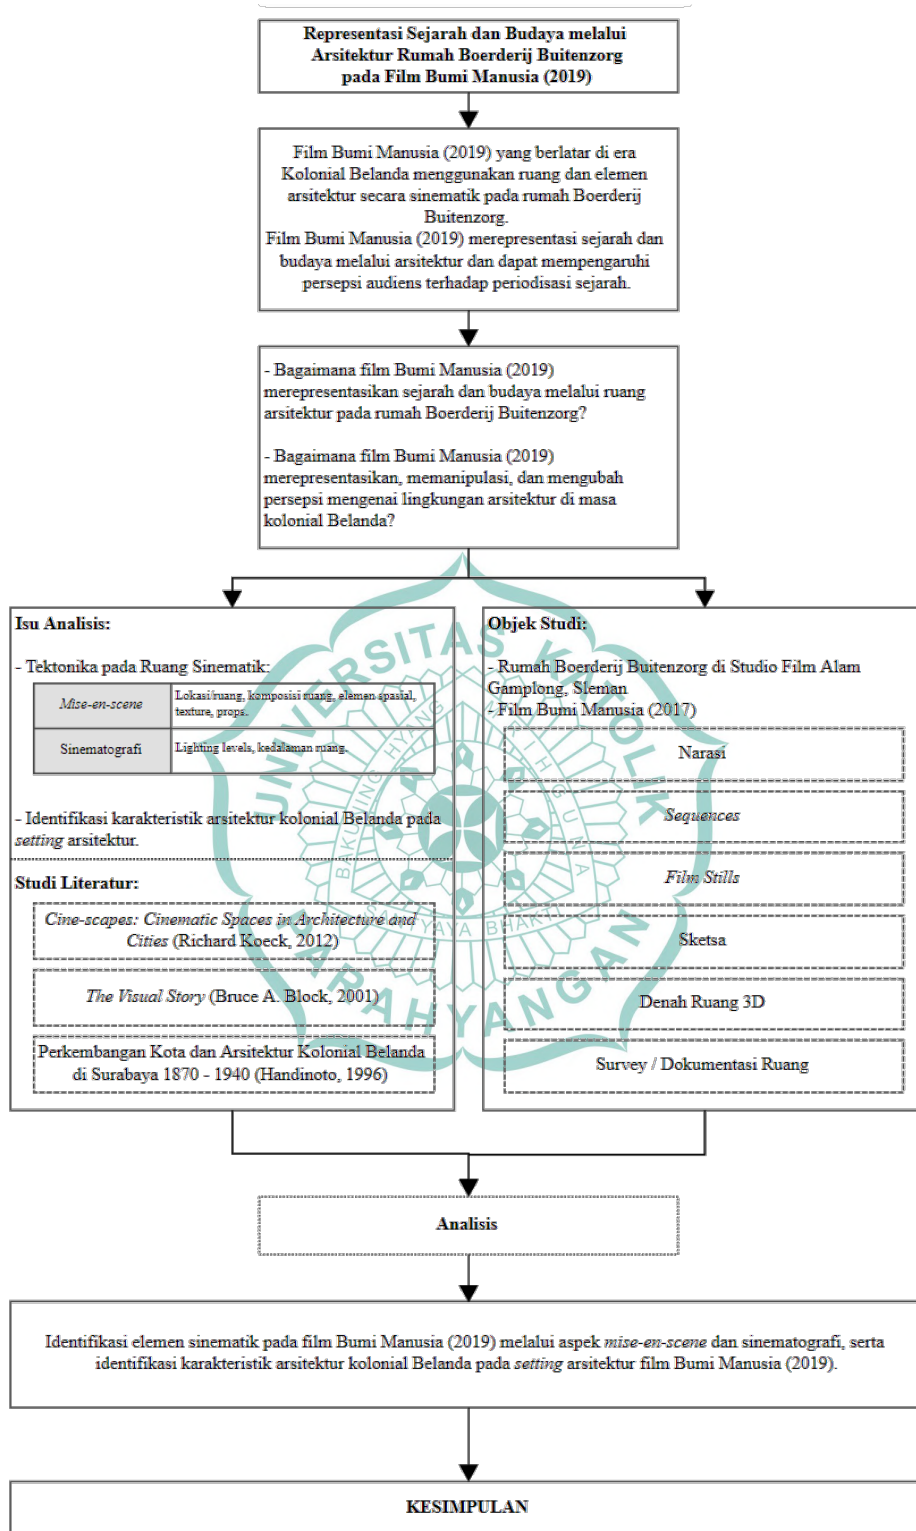 Representasi Sejarah dan Budaya melalui
Arsitektur Rumah Boerderij Buitenzorg
pada Film Bumi Manusia (2019)
Film Bumi Manusia (2019) yang berlatar di era
Kolonial Belanda menggunakan ruang dan elemen
arsitektur secara sinematik pada rumah Boerderij
Buitenzorg.
Film Bumi Manusia (2019) merepresentasi sejarah dan
budaya melalui arsitektur dan dapat mempengaruhi
persepsi audiens terhadap periodisasi sejarah.
- Bagaimana film Bumi Manusia (2019)
merepresentasikan sejarah dan budaya melalui ruang
arsitektur pada rumah Boerderij Buitenzorg?
- Bagaimana film Bumi Manusia (2019)
merepresentasikan, memanipulasi, dan mengubah
persepsi mengenai lingkungan arsitektur di masa
kolonial Belanda?
Isu Analisis:
- Tektonika pada Ruang Sinematik:
Mise-en-scene
Lokasi/ruang, komposisi ruang, elemen spasial,
texture, props.
Sinematografi
Lighting levels, kedalaman ruang.
- Identifikasi karakteristik arsitektur kolonial Belanda pada
setting arsitektur.
Studi Literatur:
Cine-scapes: Cinematic Spaces in Architecture and
Cities (Richard Koeck, 2012)
The Visual Story (Bruce A. Block, 2001)
Perkembangan Kota dan Arsitektur Kolonial Belanda
di Surabaya 1870 - 1940 (Handinoto, 1996)
Objek Studi:
- Rumah Boerderij Buitenzorg di Studio Film Alam
Gamplong, Sleman
- Film Bumi Manusia (2017)
Narasi
Sequences
Film Stills
Sketsa
Denah Ruang 3D
Survey / Dokumentasi Ruang
UNIVERSITAS KATOLIK
PARAHYANGAN
BAKUNING HYANG
SATYAYA BHAKTI
Analisis
Identifikasi elemen sinematik pada film Bumi Manusia (2019) melalui aspek mise-en-scene dan sinematografi, serta
identifikasi karakteristik arsitektur kolonial Belanda pada setting arsitektur film Bumi Manusia (2019).
KESIMPULAN